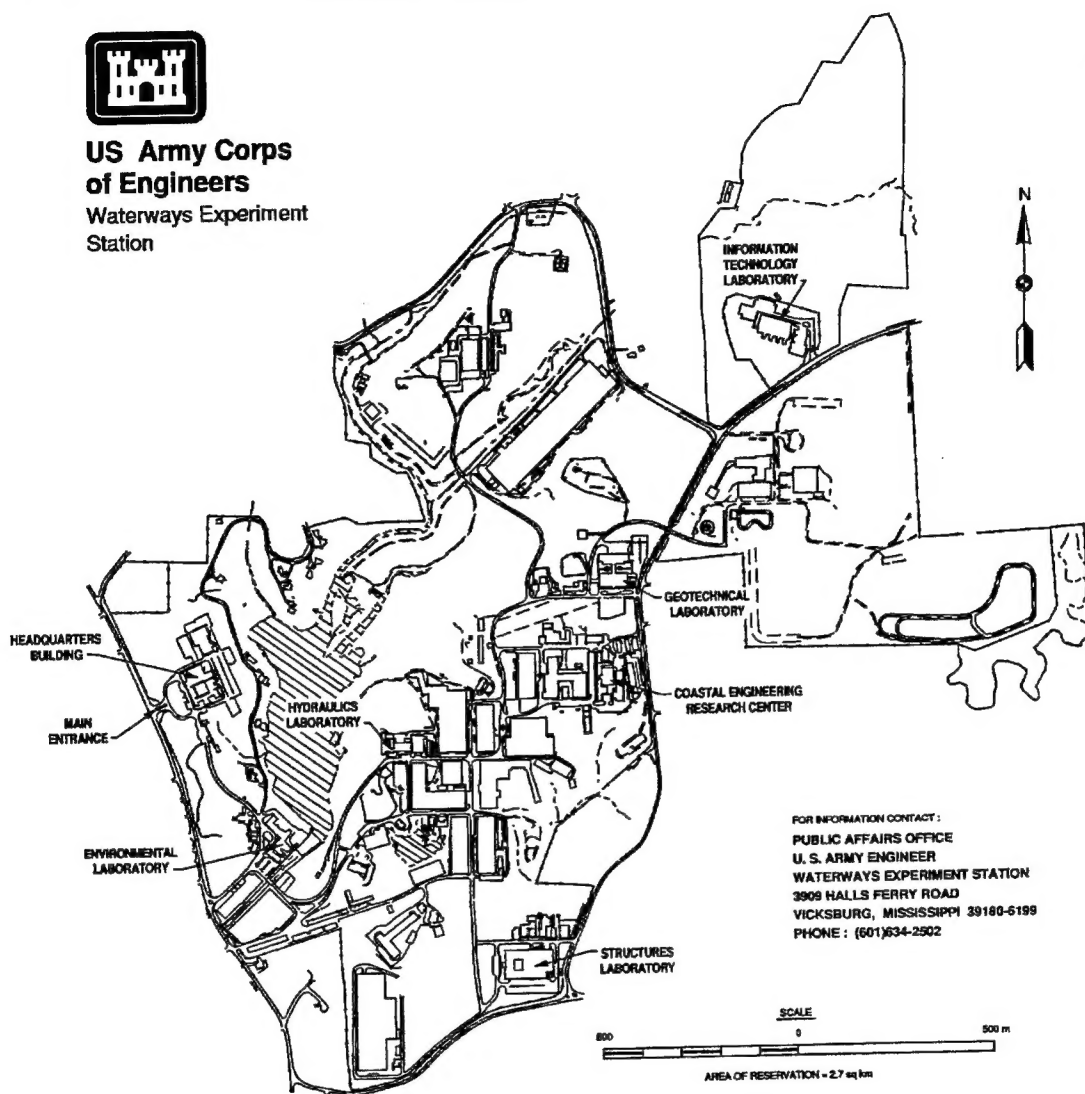 US Army Corps
of Engineers
Waterways Experiment
Station
N
INFORMATION
TECHNOLOGY
LABORATORY
GEOTECHNICAL
LABORATORY
HEADQUARTERS
BUILDING
MAIN
ENTRANCE
HYDRAULICS
LABORATORY
COASTAL ENGINEERING
RESEARCH CENTER
ENVIRONMENTAL
LABORATORY
STRUCTURES
LABORATORY
FOR INFORMATION CONTACT :
PUBLIC AFFAIRS OFFICE
U. S. ARMY ENGINEER
WATERWAYS EXPERIMENT STATION
3909 HALLS FERRY ROAD
VICKSBURG, MISSISSIPPI 39180-6199
PHONE : (601)634-2502
SCALE
500 0 500 m
AREA OF RESERVATION = 2.7 sq km